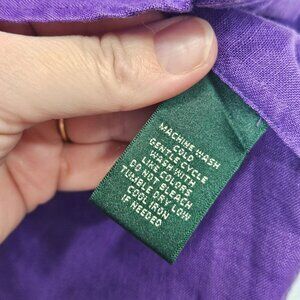 MACHINE WASH
COLD
GENTLE CYCLE
WASH WITH
LIKE COLORS
DO NOT BLEACH
TUMBLE DRY LOW
COOL IRON
IF NEEDED